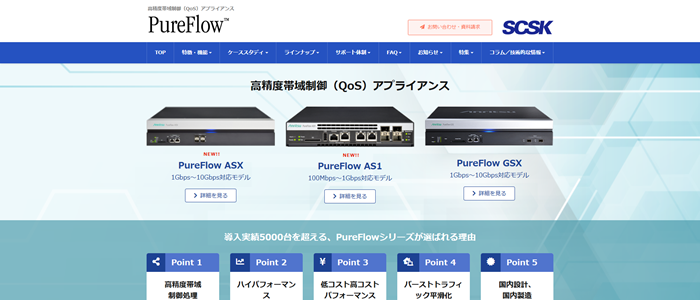 高精度帯域制御（QoS）アプライアンス
PureFlow™
お問い合わせ・資料請求
SCSK
TOP 特徴・機能 ケーススタディ ラインナップ サポート体制 FAQ お知らせ 特集 コラム／技術的な情報
高精度帯域制御（QoS）アプライアンス
NEW!! NEW!!
PureFlow ASX PureFlow AS1 PureFlow GSX
1Gbps～10Gbps対応モデル 100Mbps～1Gbps対応モデル 1Gbps～10Gbps対応モデル
詳細を見る 詳細を見る 詳細を見る
導入実績5000台を超える、PureFlowシリーズが選ばれる理由
Point 1 Point 2 Point 3 Point 4 Point 5
高精度帯域 ハイパフォーマン 低コスト高コスト バーストトラフィ 国内設計、
制御処理 ス パフォーマンス ック平滑化 国内製造